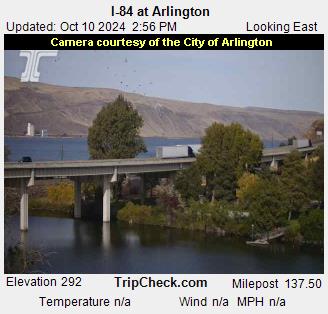 I-84 at Arlington
Updated: Oct 10 2024 2:56 PM Looking East
Camera courtesy of the City of Arlington
Elevation 292 TripCheck.com Milepost 137.50
Temperature n/a Wind n/a MPH n/a